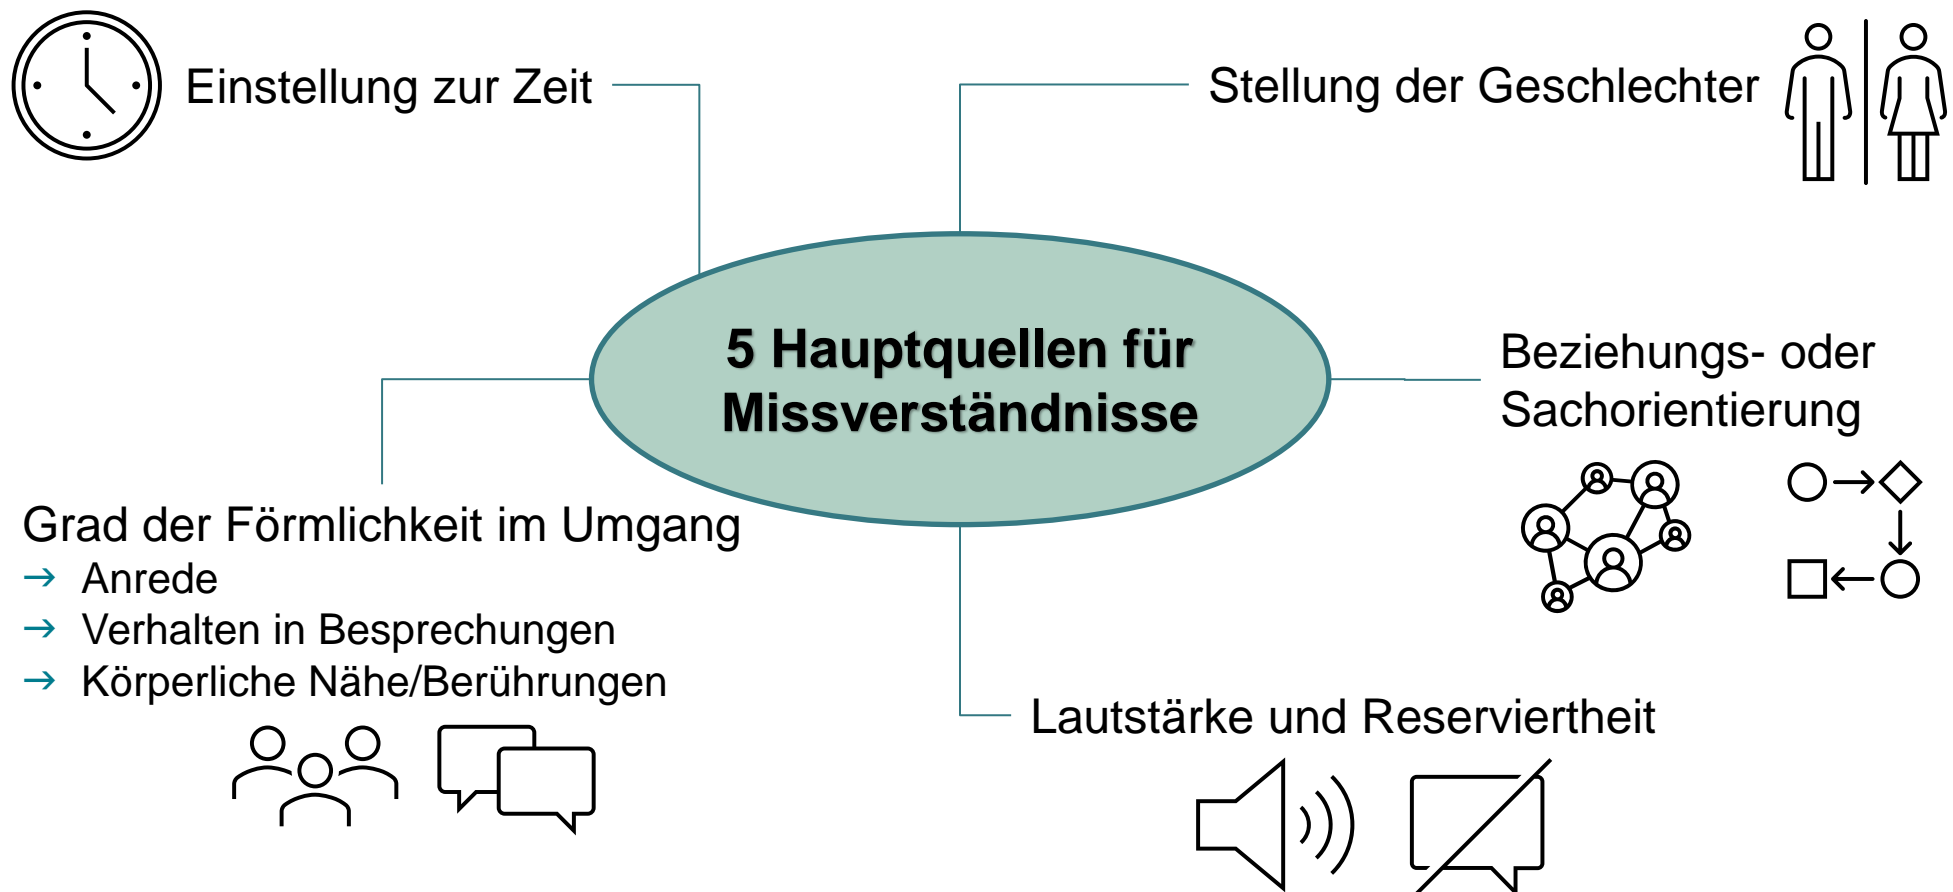 Einstellung zur Zeit
Stellung der Geschlechter
5 Hauptquellen für
Missverständnisse
Beziehungs- oder
Sachorientierung
Grad der Förmlichkeit im Umgang
→ Anrede
→ Verhalten in Besprechungen
→ Körperliche Nähe/Berührungen
Lautstärke und Reserviertheit